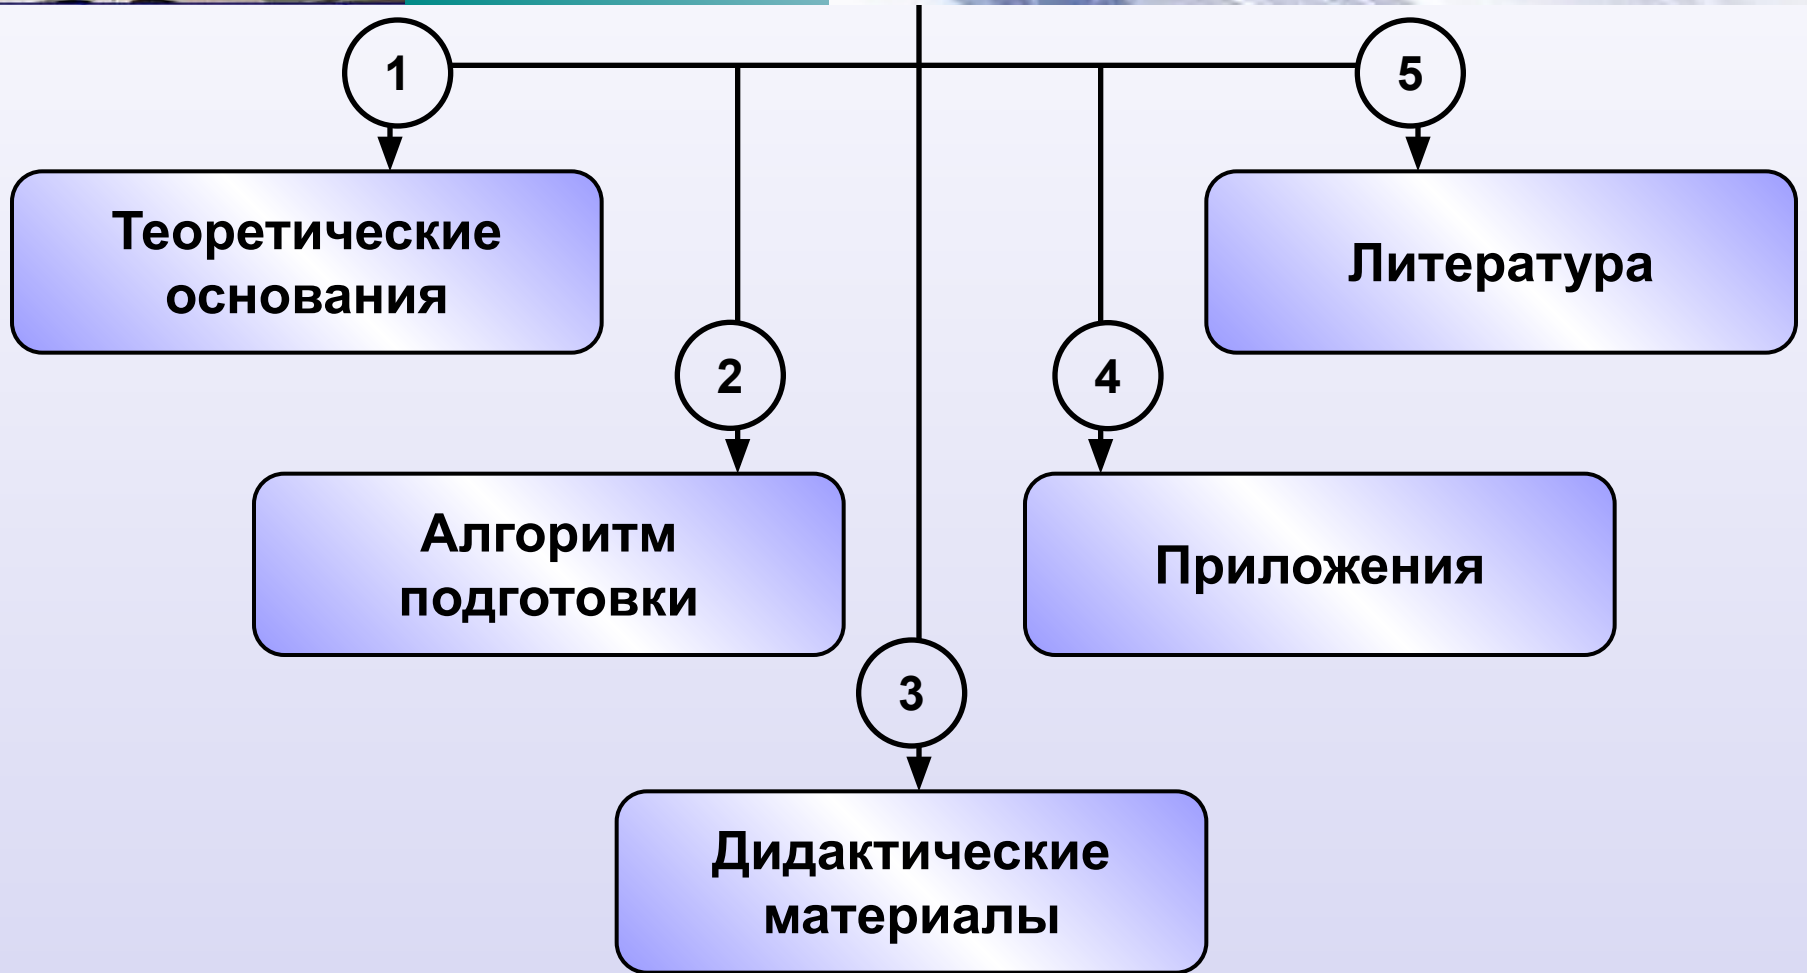 1
Теоретические
основания
2
Алгоритм
подготовки
3
Дидактические
материалы
4
Приложения
5
Литература